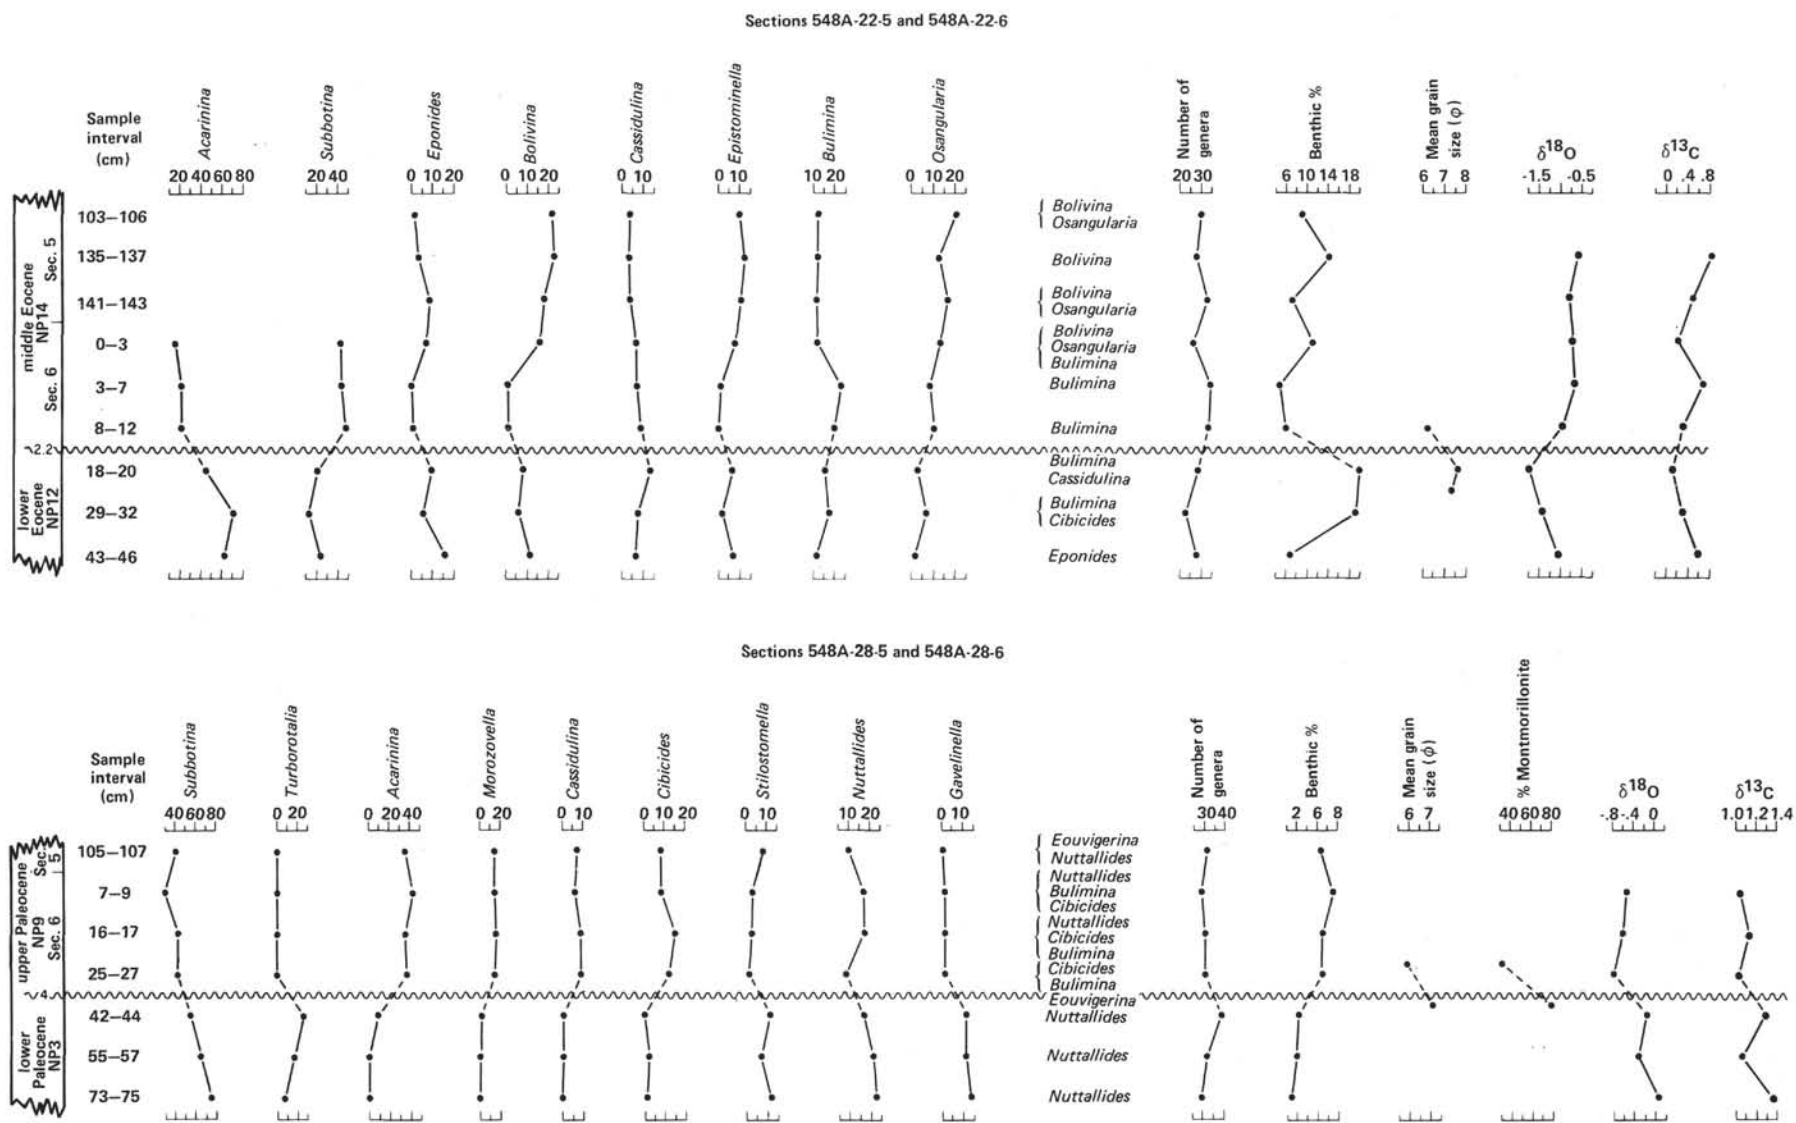 Sections 548A-22-5 and 548A-22-6
Sample
interval
(cm)
Acarinina
Subbotina
Eponides
Bolivina
Cassidulina
Epistominella
Bulimina
Osangularia
Number of
genera
Benthic %
Mean grain
size (φ)
δ18O
δ13C
20 40 60 80
20 40
0 10 20
0 10 20
0 10
0 10
10 20
0 10 20
20 30
6 10 14 18
6 7 8
-1.5 -0.5
0 .4 .8
middle Eocene
NP14
Sec. 5
Sec. 6
2.2
lower
Eocene
NP12
103–106
Bolivina
Osangularia
135–137
Bolivina
141–143
Bolivina
Osangularia
0–3
Bolivina
Osangularia
Bulimina
3–7
Bulimina
8–12
Bulimina
18–20
Bulimina
Cassidulina
29–32
Bulimina
Cibicides
43–46
Eponides
Sections 548A-28-5 and 548A-28-6
Sample
interval
(cm)
Subbotina
Turborotalia
Acarinina
Morozovella
Cassidulina
Cibicides
Stilostomella
Nuttallides
Gavelinella
Number of
genera
Benthic %
Mean grain
size (φ)
% Montmorillonite
δ18O
δ13C
40 60 80
0 20
0 20 40
0 20
0 10
0 10 20
0 10
10 20
0 10
30 40
2 6 8
6 7
40 60 80
-.8 -.4 0
1.0 1.2 1.4
upper Paleocene
NP9
Sec. 5
Sec. 6
4
lower
Paleocene
NP3
105–107
Eouvigerina
Nuttallides
7–9
Nuttallides
Bulimina
Cibicides
16–17
Nuttallides
Cibicides
Bulimina
25–27
Cibicides
Bulimina
Eouvigerina
42–44
Nuttallides
55–57
Nuttallides
73–75
Nuttallides